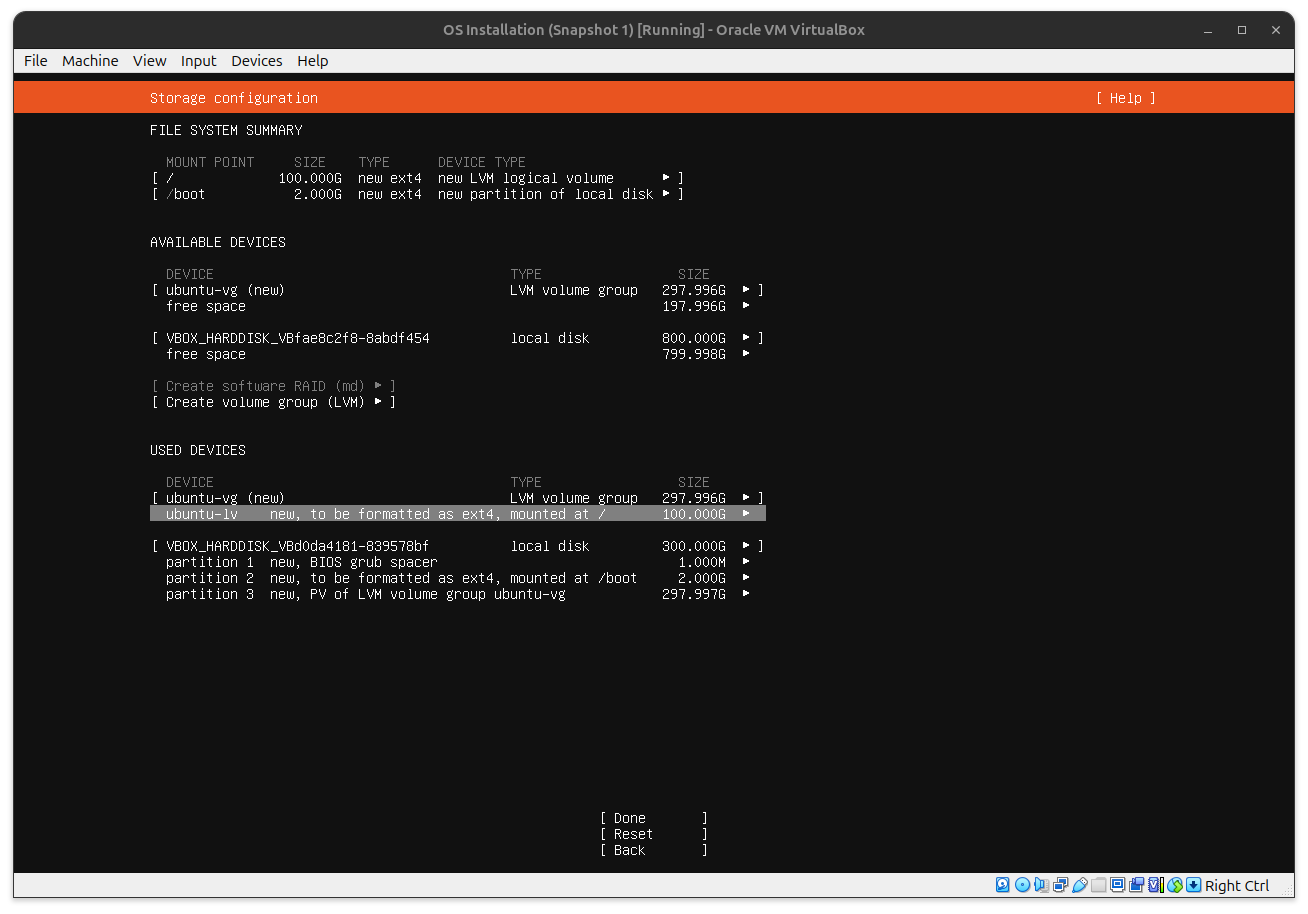 OS Installation (Snapshot 1) [Running] - Oracle VM VirtualBox
File Machine View Input Devices Help
Storage configuration [ Help ]
FILE SYSTEM SUMMARY
MOUNT POINT SIZE TYPE DEVICE TYPE
[ / 100.000G new ext4 new LVM logical volume ▸ ]
[ /boot 2.000G new ext4 new partition of local disk ▸ ]
AVAILABLE DEVICES
DEVICE TYPE SIZE
[ ubuntu-vg (new) LVM volume group 297.996G ▸ ]
free space 197.996G ▸
[ VBOX_HARDDISK_VBfae8c2f8-8abdf454 local disk 800.000G ▸ ]
free space 799.998G ▸
[ Create software RAID (md) ▸ ]
[ Create volume group (LVM) ▸ ]
USED DEVICES
DEVICE TYPE SIZE
[ ubuntu-vg (new) LVM volume group 297.996G ▸ ]
ubuntu-lv new, to be formatted as ext4, mounted at / 100.000G ▸
[ VBOX_HARDDISK_VBd0da4181-839578bf local disk 300.000G ▸ ]
partition 1 new, BIOS grub spacer 1.000M ▸
partition 2 new, to be formatted as ext4, mounted at /boot 2.000G ▸
partition 3 new, PV of LVM volume group ubuntu-vg 297.997G ▸
[ Done ]
[ Reset ]
[ Back ]
Right Ctrl